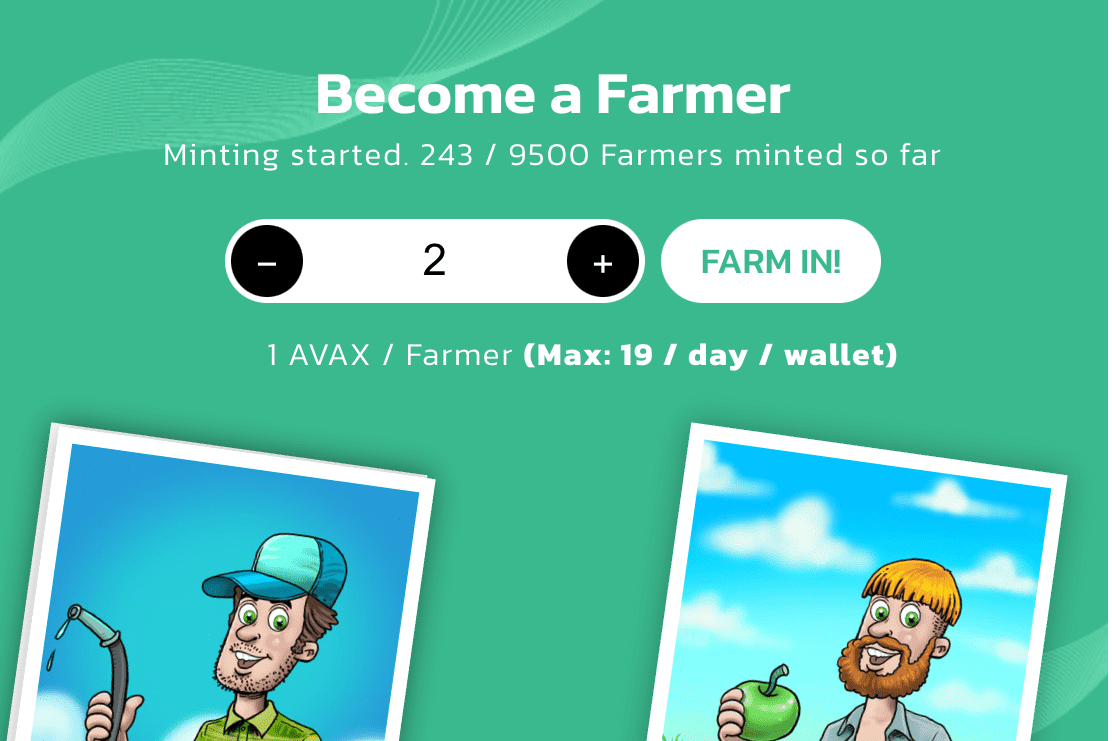 Become a Farmer
Minting started. 243 / 9500 Farmers minted so far
– 2 + FARM IN!
1 AVAX / Farmer (Max: 19 / day / wallet)